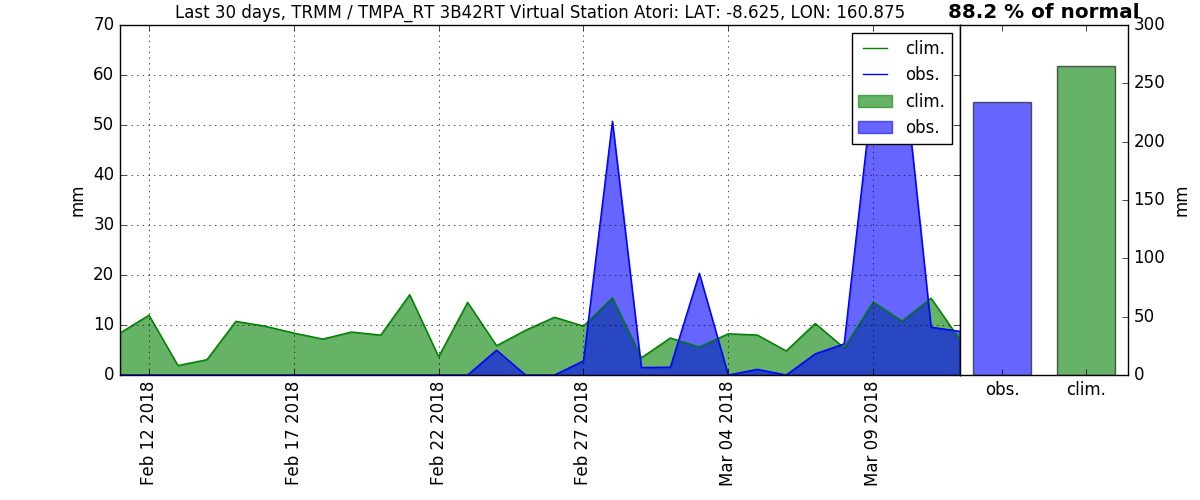 Last 30 days, TRMM / TMPA_RT 3B42RT Virtual Station Atori: LAT: -8.625, LON: 160.875
88.2 % of normal
70
60
50
40
30
20
10
0
mm
clim.
obs.
clim.
obs.
300
250
200
150
100
50
0
mm
Feb 12 2018
Feb 17 2018
Feb 22 2018
Feb 27 2018
Mar 04 2018
Mar 09 2018
obs.
clim.